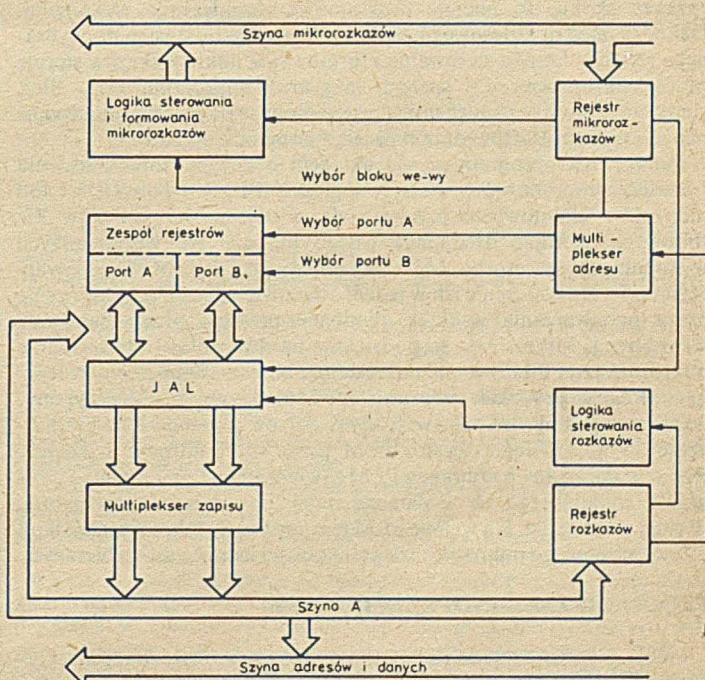 Szyna mikrorozkazów
Logika sterowania
i formowania
mikrorozkazów
Rejestr
mikroroz-
kazów
Wybór bloku we-wy
Zespół rejestrów
Port A
Port B
Wybór portu A
Wybór portu B
Multi -
plekser
adresu
J A L
Logika
sterowania
rozkazów
Multiplekser zapisu
Rejestr
rozkazów
Szyna A
Szyna adresów i danych